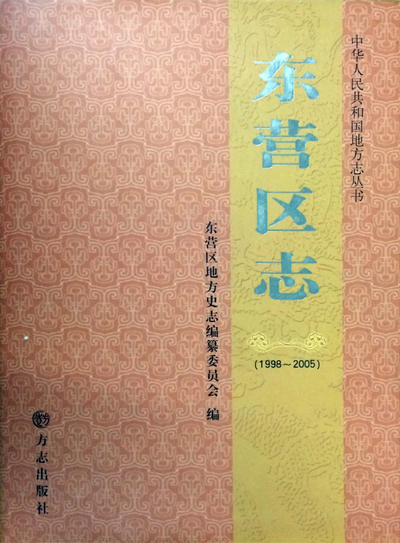 中华人民共和国地方志丛书
东营区志
(1998～2005)
东营区地方史志编纂委员会 编
方志出版社